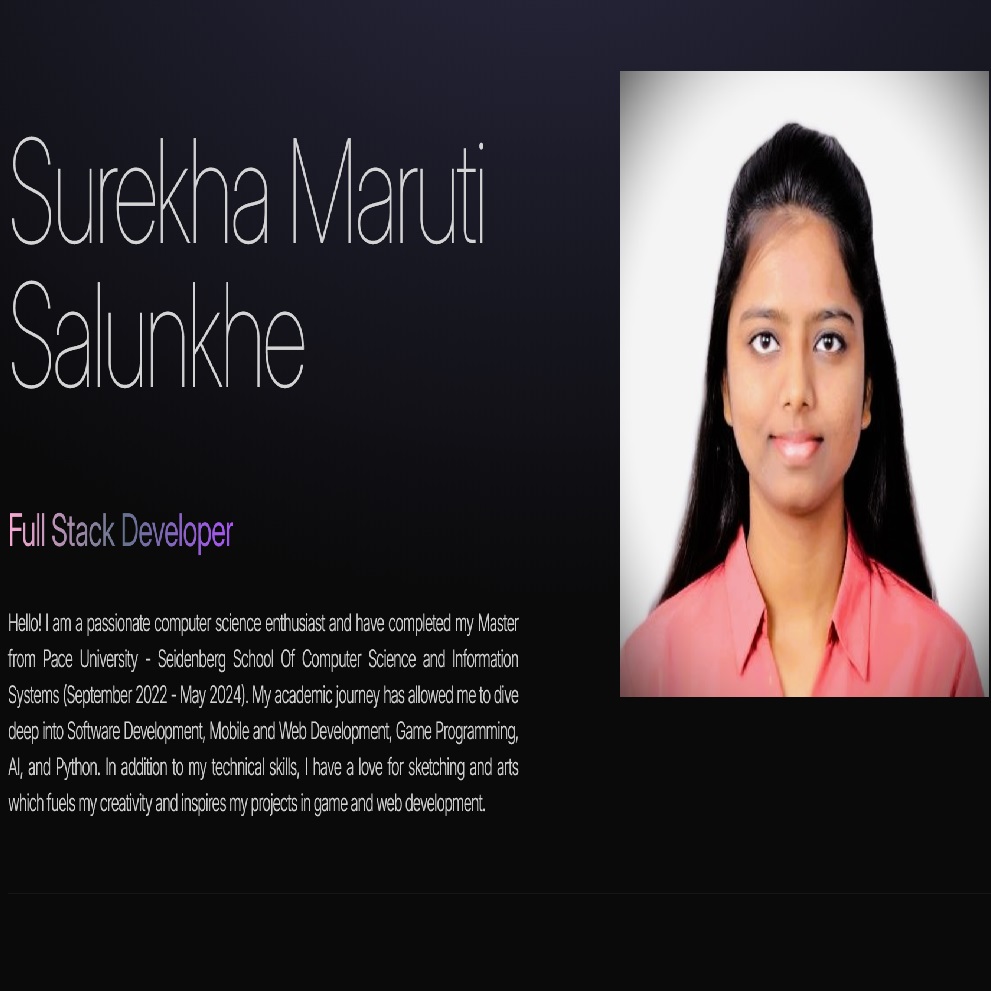 Surekha Maruti
Salunkhe
Full Stack Developer
Hello! I am a passionate computer science enthusiast and have completed my Master
from Pace University - Seidenberg School Of Computer Science and Information
Systems (September 2022 - May 2024). My academic journey has allowed me to dive
deep into Software Development, Mobile and Web Development, Game Programming,
AI, and Python. In addition to my technical skills, I have a love for sketching and arts
which fuels my creativity and inspires my projects in game and web development.